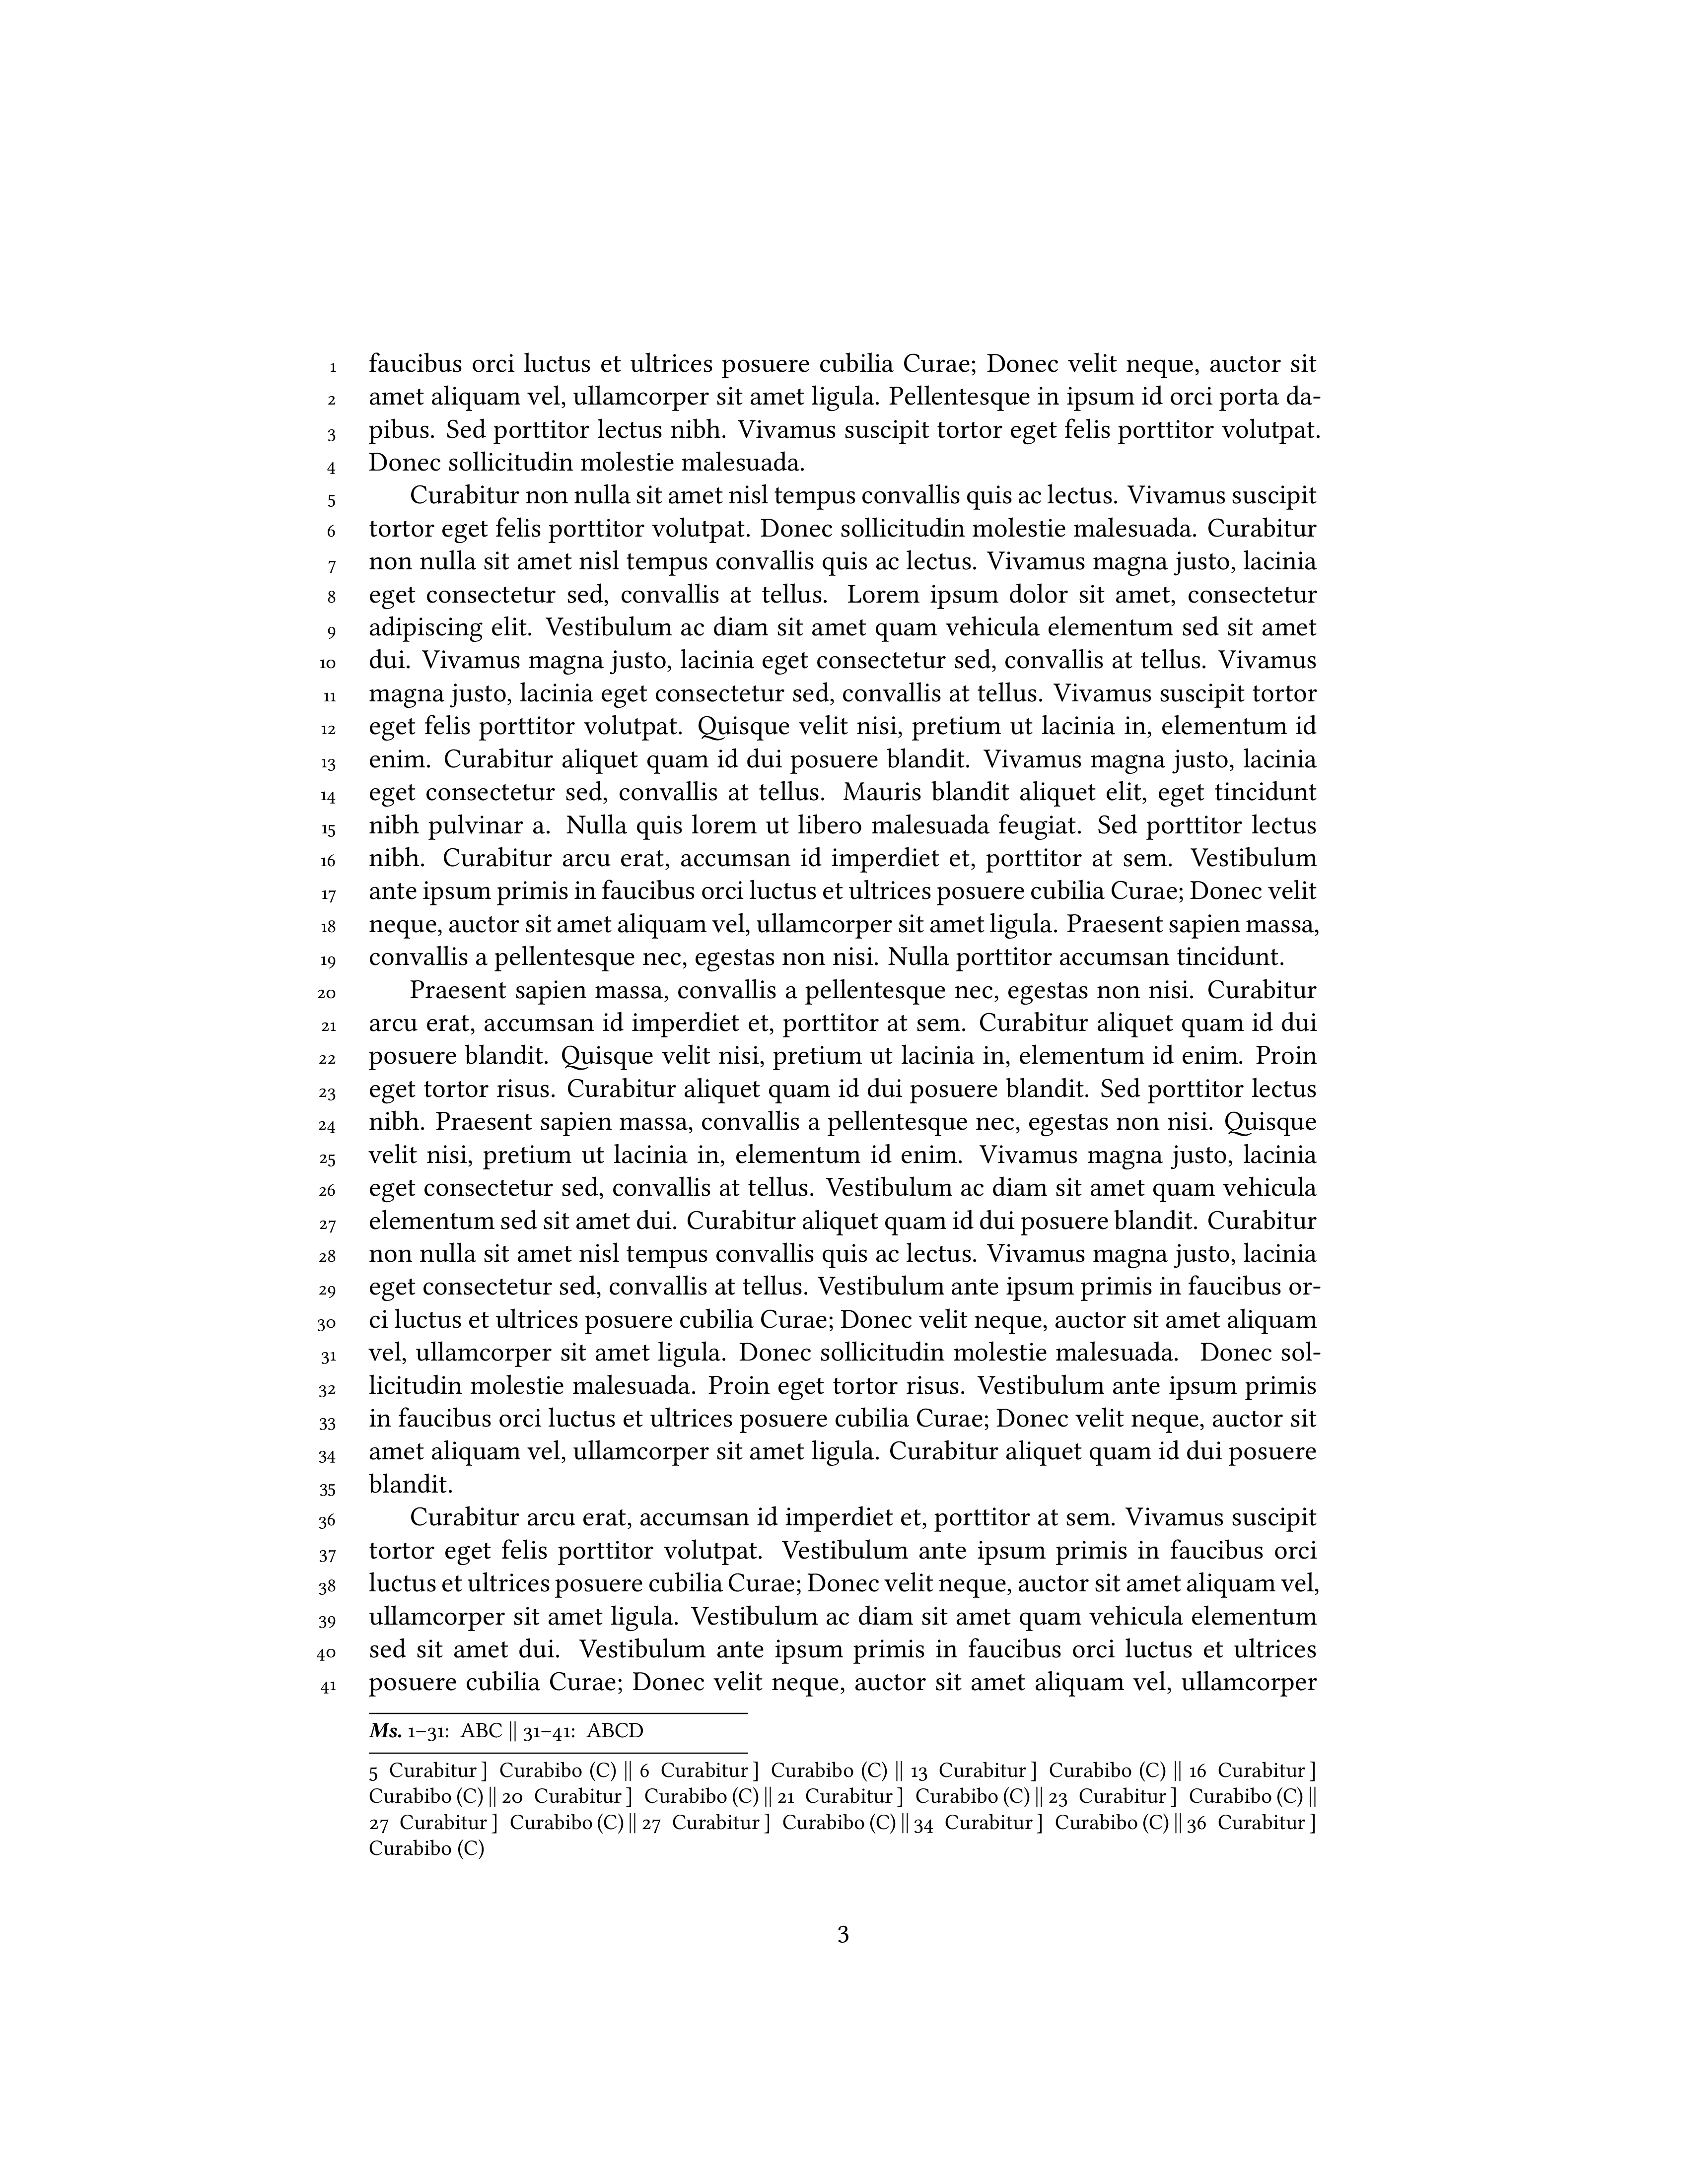 1 faucibus orci luctus et ultrices posuere cubilia Curae; Donec velit neque, auctor sit
2 amet aliquam vel, ullamcorper sit amet ligula. Pellentesque in ipsum id orci porta da-
3 pibus. Sed porttitor lectus nibh. Vivamus suscipit tortor eget felis porttitor volutpat.
4 Donec sollicitudin molestie malesuada.
5 Curabitur non nulla sit amet nisl tempus convallis quis ac lectus. Vivamus suscipit
6 tortor eget felis porttitor volutpat. Donec sollicitudin molestie malesuada. Curabitur
7 non nulla sit amet nisl tempus convallis quis ac lectus. Vivamus magna justo, lacinia
8 eget consectetur sed, convallis at tellus. Lorem ipsum dolor sit amet, consectetur
9 adipiscing elit. Vestibulum ac diam sit amet quam vehicula elementum sed sit amet
10 dui. Vivamus magna justo, lacinia eget consectetur sed, convallis at tellus. Vivamus
11 magna justo, lacinia eget consectetur sed, convallis at tellus. Vivamus suscipit tortor
12 eget felis porttitor volutpat. Quisque velit nisi, pretium ut lacinia in, elementum id
13 enim. Curabitur aliquet quam id dui posuere blandit. Vivamus magna justo, lacinia
14 eget consectetur sed, convallis at tellus. Mauris blandit aliquet elit, eget tincidunt
15 nibh pulvinar a. Nulla quis lorem ut libero malesuada feugiat. Sed porttitor lectus
16 nibh. Curabitur arcu erat, accumsan id imperdiet et, porttitor at sem. Vestibulum
17 ante ipsum primis in faucibus orci luctus et ultrices posuere cubilia Curae; Donec velit
18 neque, auctor sit amet aliquam vel, ullamcorper sit amet ligula. Praesent sapien massa,
19 convallis a pellentesque nec, egestas non nisi. Nulla porttitor accumsan tincidunt.
20 Praesent sapien massa, convallis a pellentesque nec, egestas non nisi. Curabitur
21 arcu erat, accumsan id imperdiet et, porttitor at sem. Curabitur aliquet quam id dui
22 posuere blandit. Quisque velit nisi, pretium ut lacinia in, elementum id enim. Proin
23 eget tortor risus. Curabitur aliquet quam id dui posuere blandit. Sed porttitor lectus
24 nibh. Praesent sapien massa, convallis a pellentesque nec, egestas non nisi. Quisque
25 velit nisi, pretium ut lacinia in, elementum id enim. Vivamus magna justo, lacinia
26 eget consectetur sed, convallis at tellus. Vestibulum ac diam sit amet quam vehicula
27 elementum sed sit amet dui. Curabitur aliquet quam id dui posuere blandit. Curabitur
28 non nulla sit amet nisl tempus convallis quis ac lectus. Vivamus magna justo, lacinia
29 eget consectetur sed, convallis at tellus. Vestibulum ante ipsum primis in faucibus or-
30 ci luctus et ultrices posuere cubilia Curae; Donec velit neque, auctor sit amet aliquam
31 vel, ullamcorper sit amet ligula. Donec sollicitudin molestie malesuada. Donec sol-
32 licitudin molestie malesuada. Proin eget tortor risus. Vestibulum ante ipsum primis
33 in faucibus orci luctus et ultrices posuere cubilia Curae; Donec velit neque, auctor sit
34 amet aliquam vel, ullamcorper sit amet ligula. Curabitur aliquet quam id dui posuere
35 blandit.
36 Curabitur arcu erat, accumsan id imperdiet et, porttitor at sem. Vivamus suscipit
37 tortor eget felis porttitor volutpat. Vestibulum ante ipsum primis in faucibus orci
38 luctus et ultrices posuere cubilia Curae; Donec velit neque, auctor sit amet aliquam vel,
39 ullamcorper sit amet ligula. Vestibulum ac diam sit amet quam vehicula elementum
40 sed sit amet dui. Vestibulum ante ipsum primis in faucibus orci luctus et ultrices
41 posuere cubilia Curae; Donec velit neque, auctor sit amet aliquam vel, ullamcorper
Ms. 1–31: ABC || 31–41: ABCD
5 Curabitur ] Curabibo (C) || 6 Curabitur ] Curabibo (C) || 13 Curabitur ] Curabibo (C) || 16 Curabitur ]
Curabibo (C) || 20 Curabitur ] Curabibo (C) || 21 Curabitur ] Curabibo (C) || 23 Curabitur ] Curabibo (C) ||
27 Curabitur ] Curabibo (C) || 27 Curabitur ] Curabibo (C) || 34 Curabitur ] Curabibo (C) || 36 Curabitur ]
Curabibo (C)
3